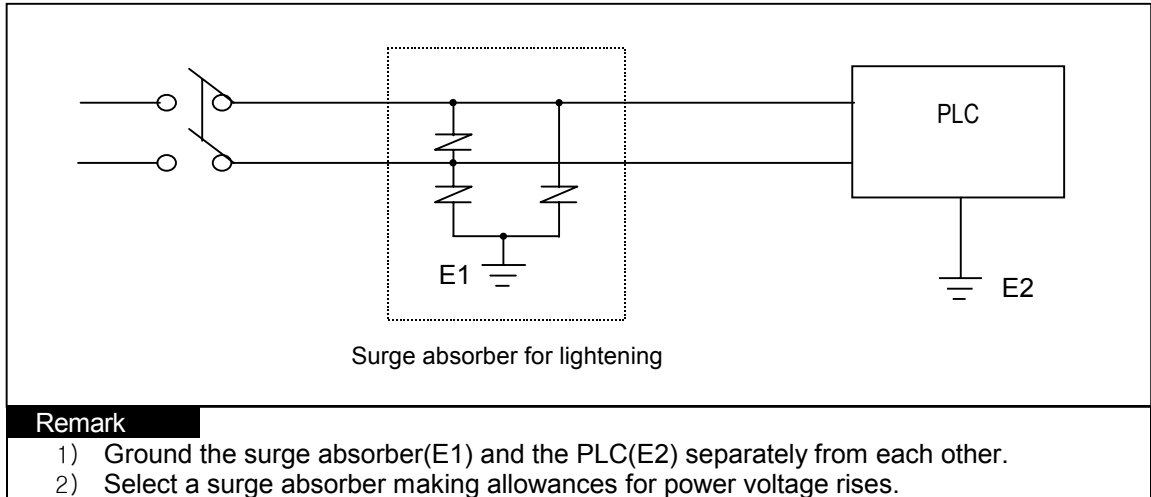 PLC
E1
E2
Surge absorber for lightening
Remark
1) Ground the surge absorber(E1) and the PLC(E2) separately from each other.
2) Select a surge absorber making allowances for power voltage rises.